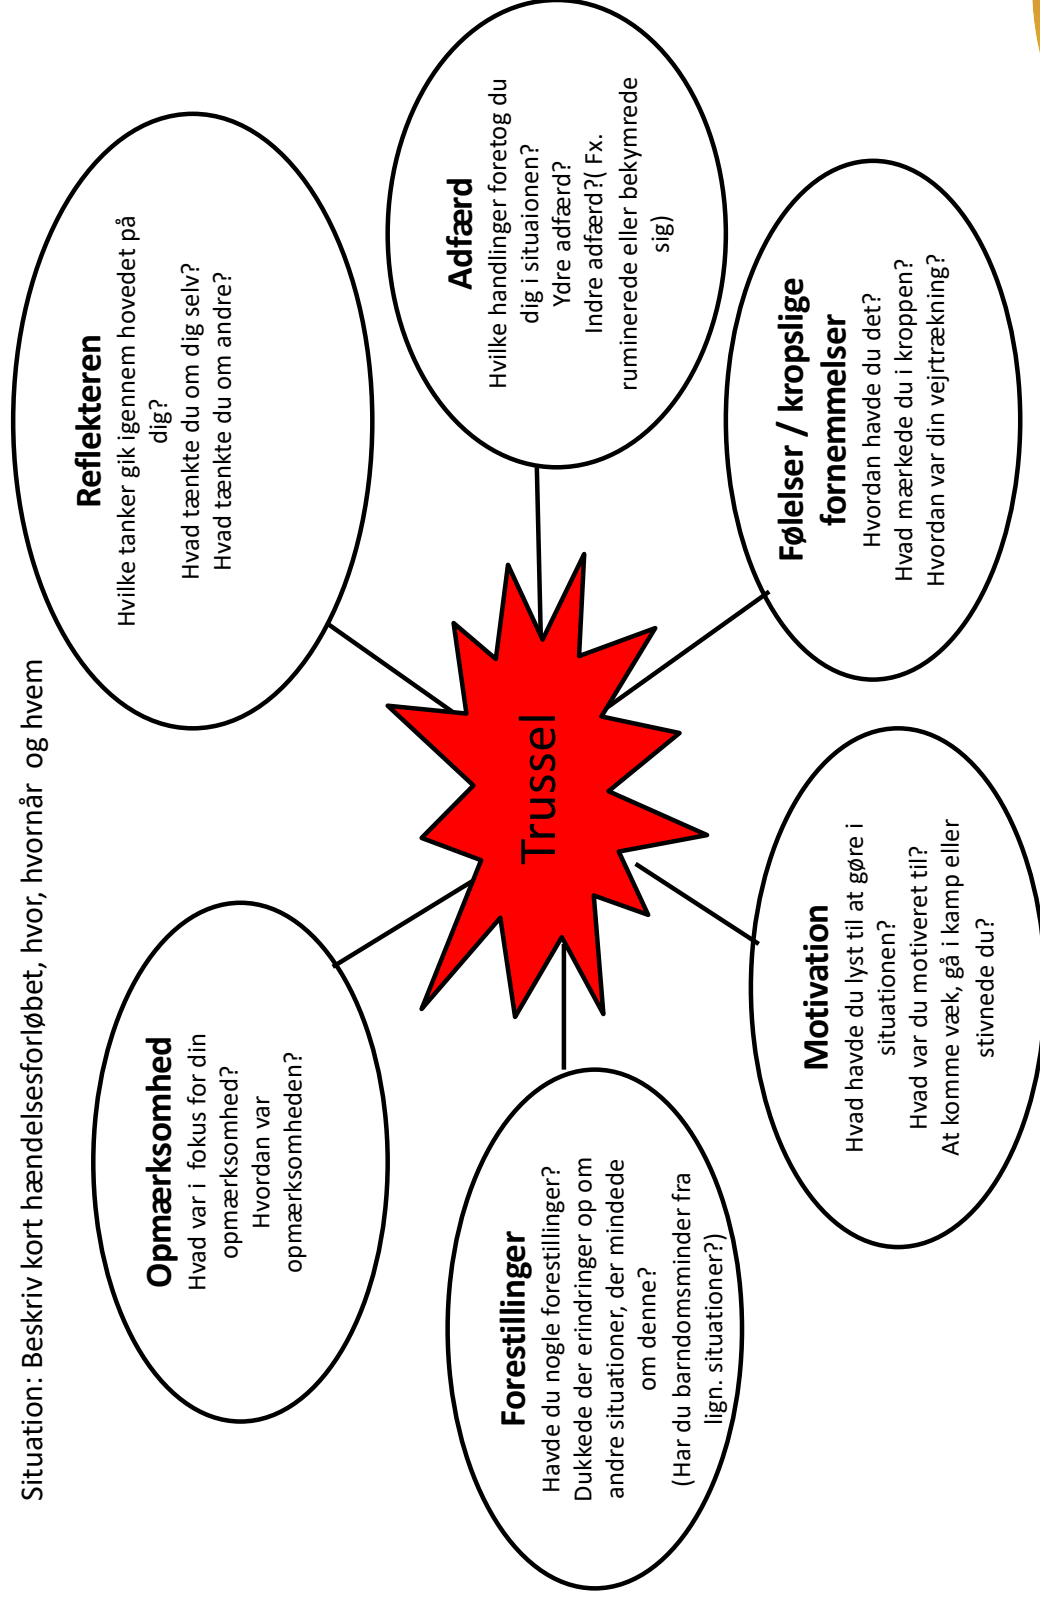 Situation: Beskriv kort hændelsesforløbet, hvor, hvornår og hvem
Opmærksomhed
Hvad var i fokus for din
opmærksomhed?
Hvordan var
opmærksomheden?
Reflekteren
Hvilke tanker gik igennem hovedet på
dig?
Hvad tænkte du om dig selv?
Hvad tænkte du om andre?
Forestillinger
Havde du nogle forestillinger?
Dukkede der erindringer op om
andre situationer, der mindede
om denne?
(Har du barndomsminder fra
lign. situationer?)
Trussel
Adfærd
Hvilke handlinger foretog du
dig i situaionen?
Ydre adfærd?
Indre adfærd?( Fx.
ruminerede eller bekymrede
sig)
Motivation
Hvad havde du lyst til at gøre i
situationen?
Hvad var du motiveret til?
At komme væk, gå i kamp eller
stivnede du?
Følelser / kropslige
fornemmelser
Hvordan havde du det?
Hvad mærkede du i kroppen?
Hvordan var din vejrtrækning?